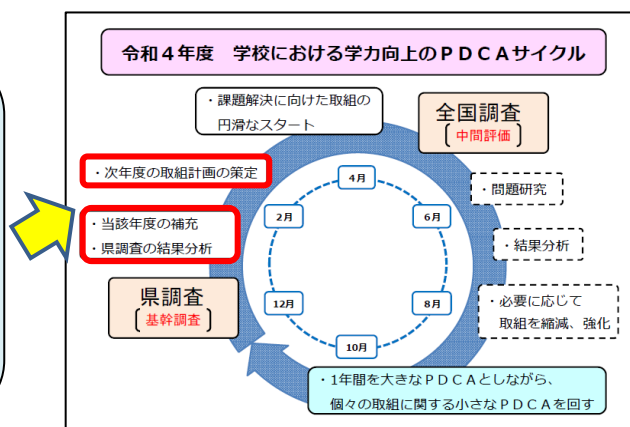 令和４年度　学校における学力向上のＰＤＣＡサイクル
・課題解決に向けた取組の
円滑なスタート
全国調査
〔中間評価〕
・次年度の取組計画の策定
4月
・問題研究
・当該年度の補充
・県調査の結果分析
2月
6月
・結果分析
県調査
〔基幹調査〕
12月
8月
・必要に応じて
取組を縮減、強化
10月
・1年間を大きなＰＤＣＡとしながら、
個々の取組に関する小さなＰＤＣＡを回す